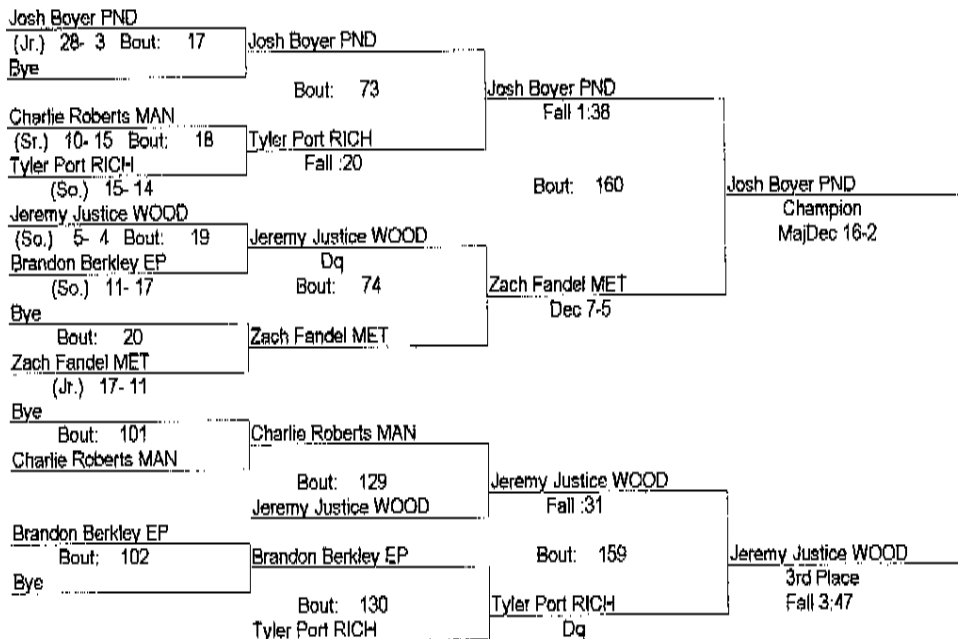 Josh Boyer PND
(Jr.) 28- 3 Bout: 17
Bye
Josh Boyer PND
Bout: 73
Charlie Roberts MAN
(Sr.) 10- 15 Bout: 18
Tyler Port RICH
(So.) 15- 14
Tyler Port RICH
Fall :20
Josh Boyer PND
Fall 1:38
Bout: 160
Jeremy Justice WOOD
(So.) 5- 4 Bout: 19
Brandon Berkley EP
(So.) 11- 17
Jeremy Justice WOOD
Dq
Bout: 74
Bye
Bout: 20
Zach Fandel MET
(Jr.) 17- 11
Zach Fandel MET
Zach Fandel MET
Dec 7-5
Josh Boyer PND
Champion
MajDec 16-2
Bye
Bout: 101
Charlie Roberts MAN
Charlie Roberts MAN
Bout: 129
Jeremy Justice WOOD
Jeremy Justice WOOD
Fall :31
Bout: 159
Brandon Berkley EP
Bout: 102
Bye
Brandon Berkley EP
Bout: 130
Tyler Port RICH
Tyler Port RICH
Dq
Jeremy Justice WOOD
3rd Place
Fall 3:47